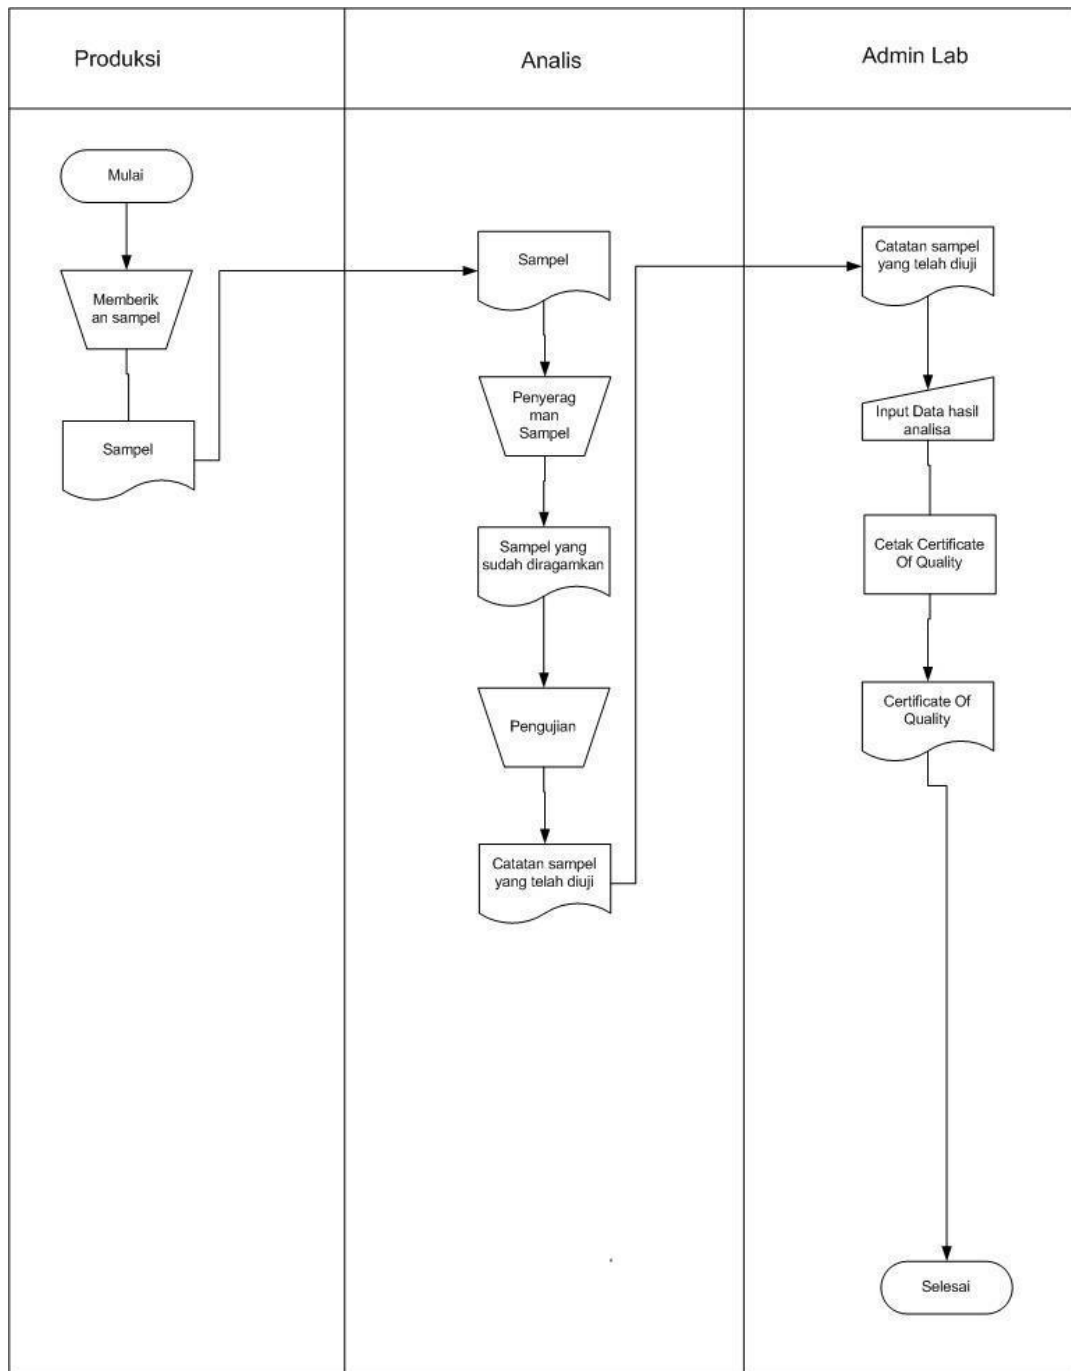 Produksi
Analis
Admin Lab
Mulai
Memberik
an sampel
Sampel
Sampel
Penyerag
man
Sampel
Sampel yang
sudah diragamkan
Pengujian
Catatan sampel
yang telah diuji
Catatan sampel
yang telah diuji
Input Data hasil
analisa
Cetak Certificate
Of Quality
Certificate Of
Quality
Selesai